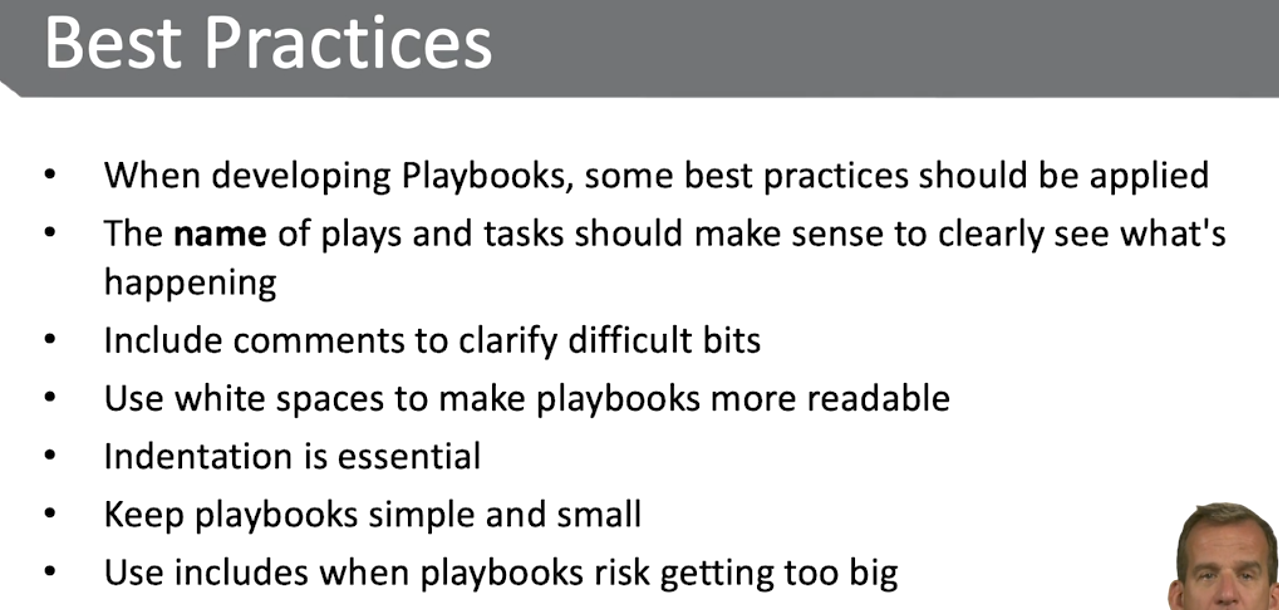 Best Practices
• When developing Playbooks, some best practices should be applied
• The name of plays and tasks should make sense to clearly see what's
happening
• Include comments to clarify difficult bits
• Use white spaces to make playbooks more readable
• Indentation is essential
• Keep playbooks simple and small
• Use includes when playbooks risk getting too big